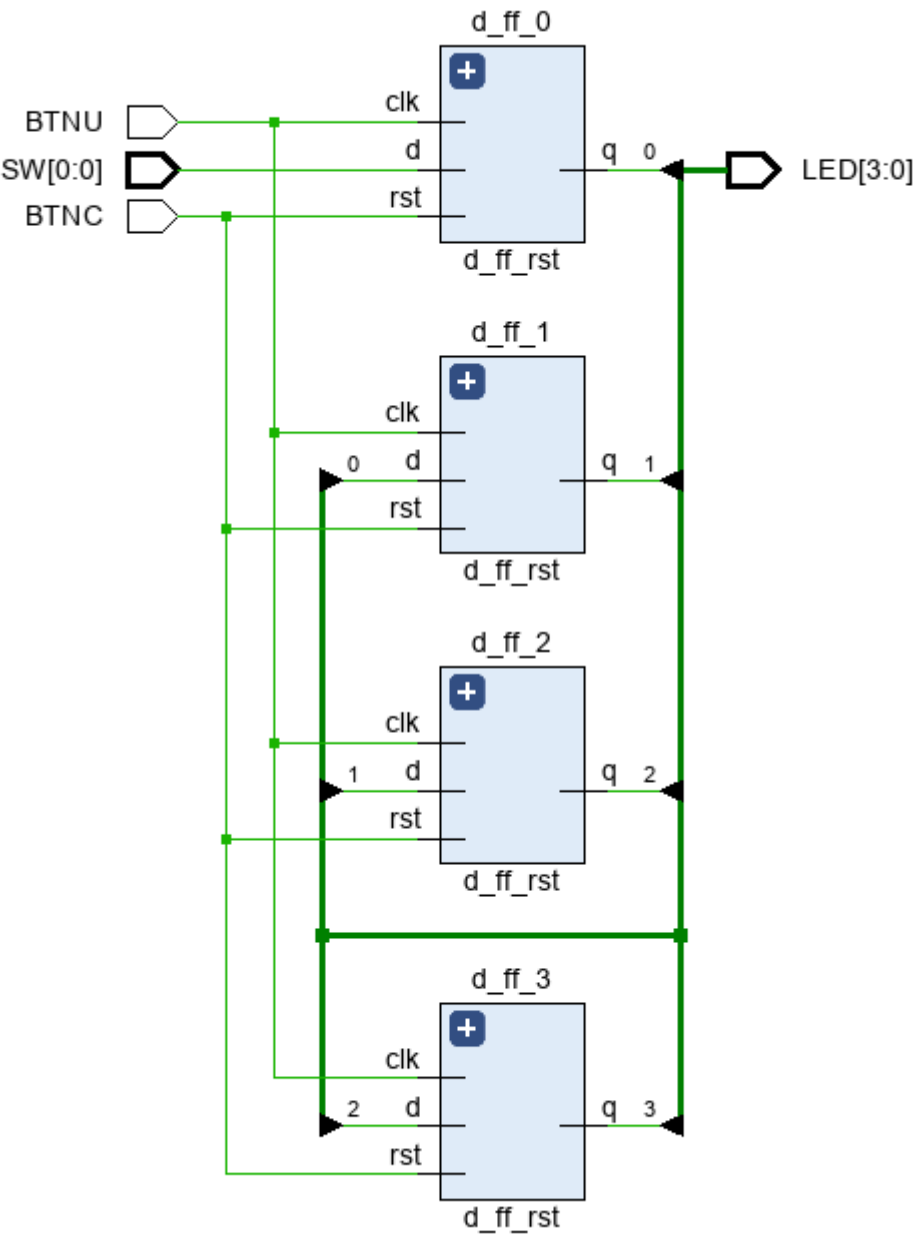 d_ff_0
BTNU clk
SW[0:0] d q 0 LED[3:0]
BTNC rst
d_ff_rst
d_ff_1
clk
0 d q 1
rst
d_ff_rst
d_ff_2
clk
1 d q 2
rst
d_ff_rst
d_ff_3
clk
2 d q 3
rst
d_ff_rst